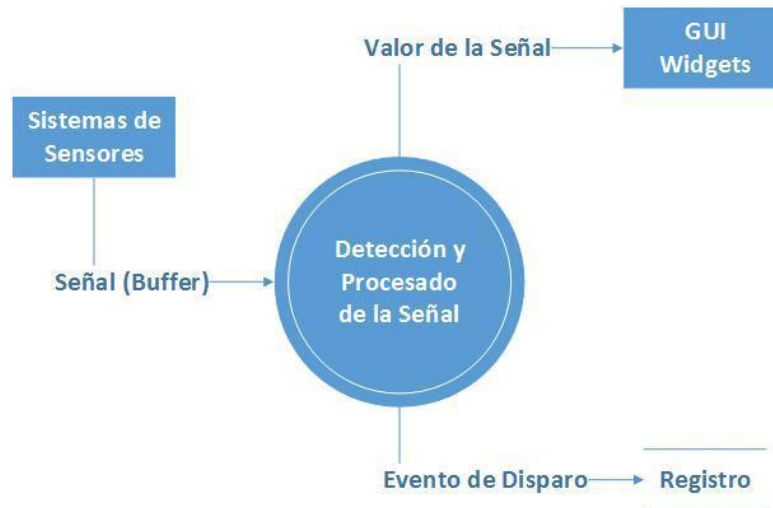 Valor de la Señal
GUI
Widgets
Sistemas de
Sensores
Señal (Buffer)
Detección y
Procesado
de la Señal
Evento de Disparo
Registro